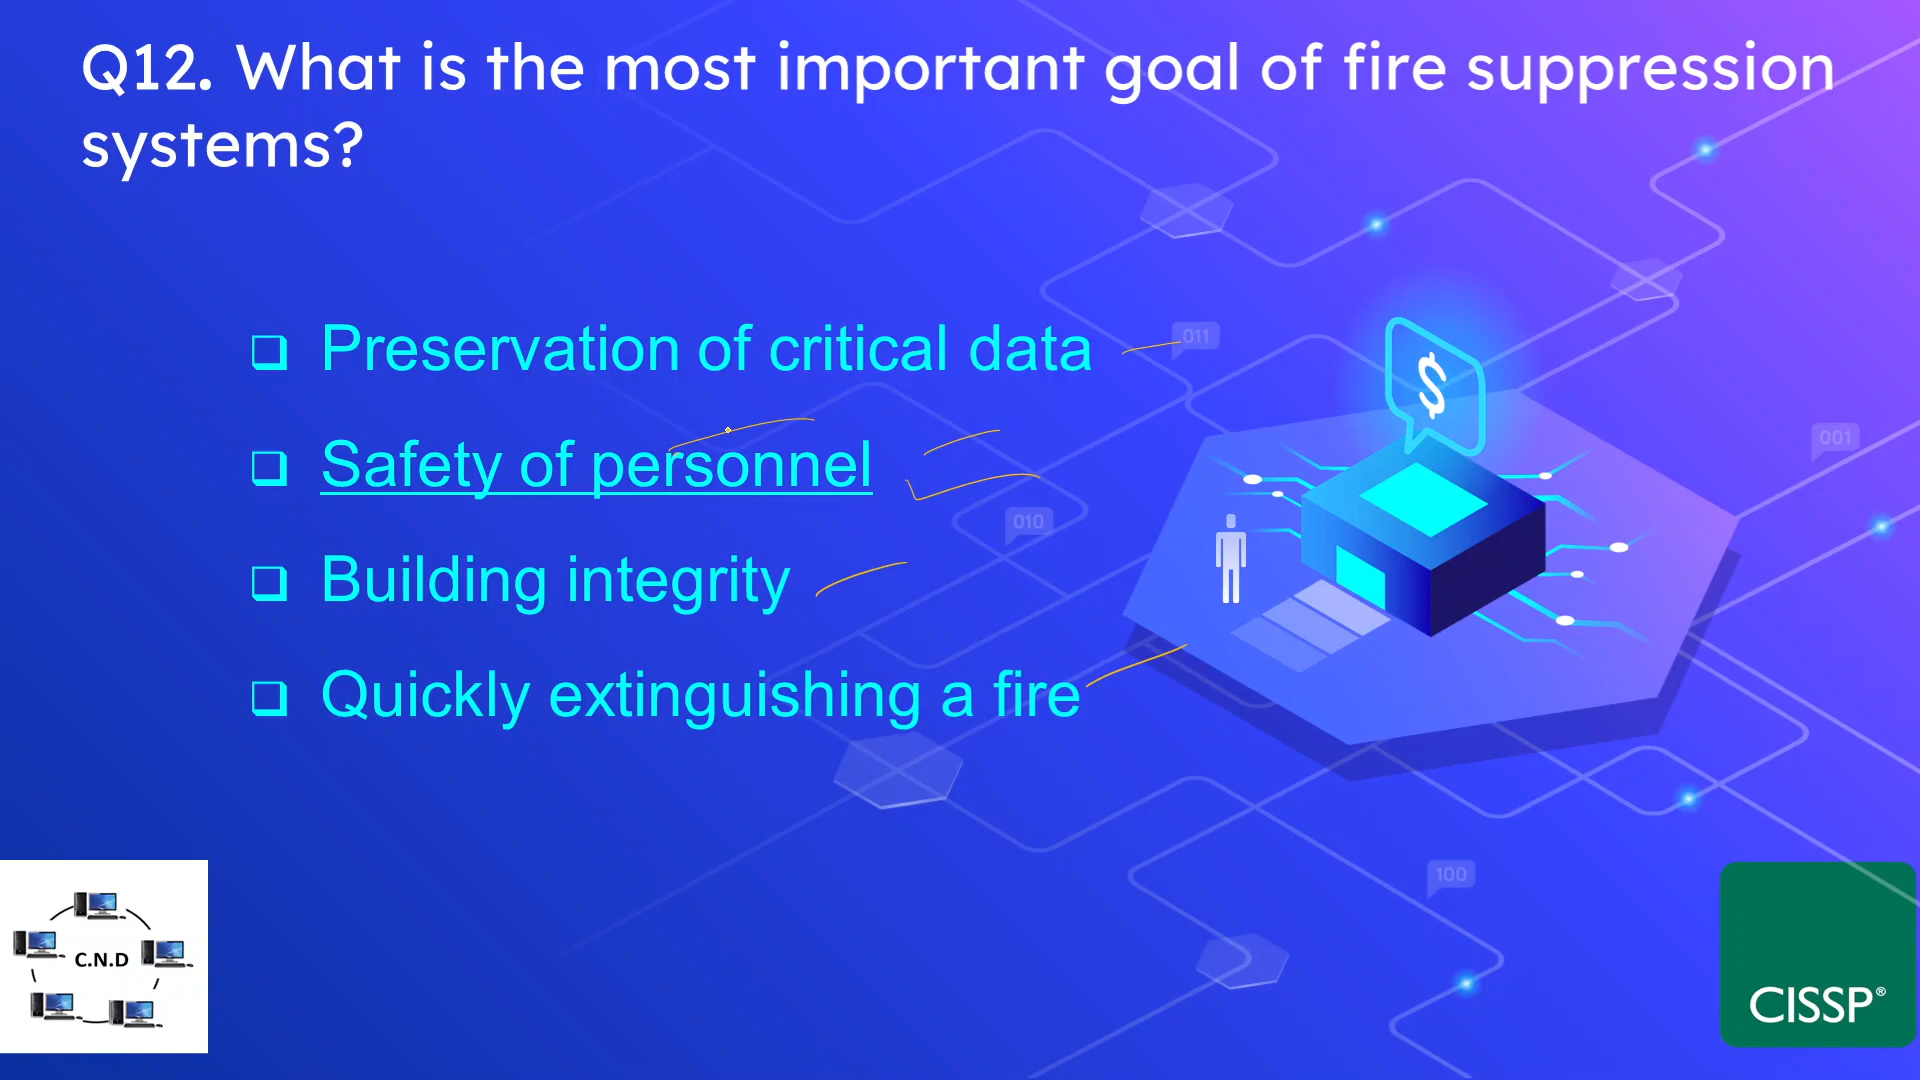 Q12. What is the most important goal of fire suppression
systems?
Preservation of critical data
011
$
Safety of personnel
001
010
Building integrity
Quickly extinguishing a fire
100
C.N.D
CISSP®